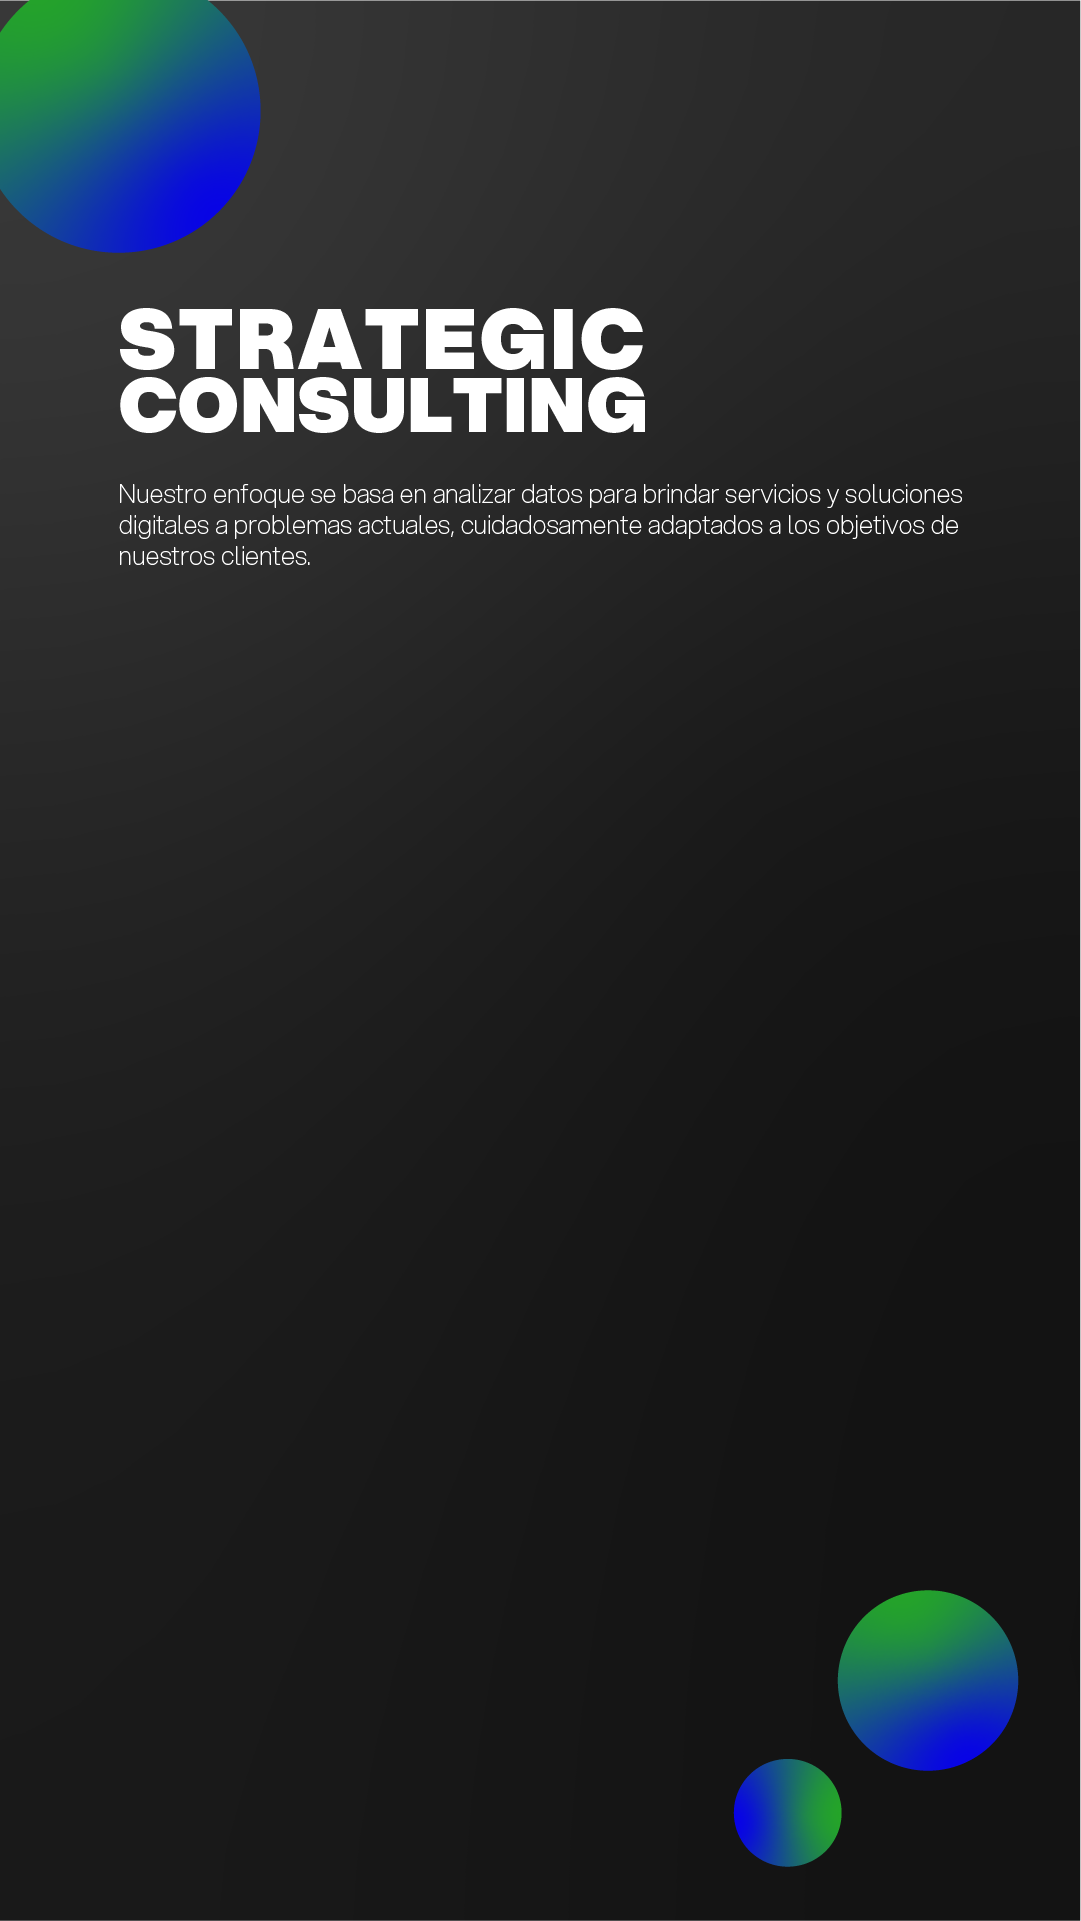 STRATEGIC
CONSULTING
Nuestro enfoque se basa en analizar datos para brindar servicios y soluciones
digitales a problemas actuales, cuidadosamente adaptados a los objetivos de
nuestros clientes.